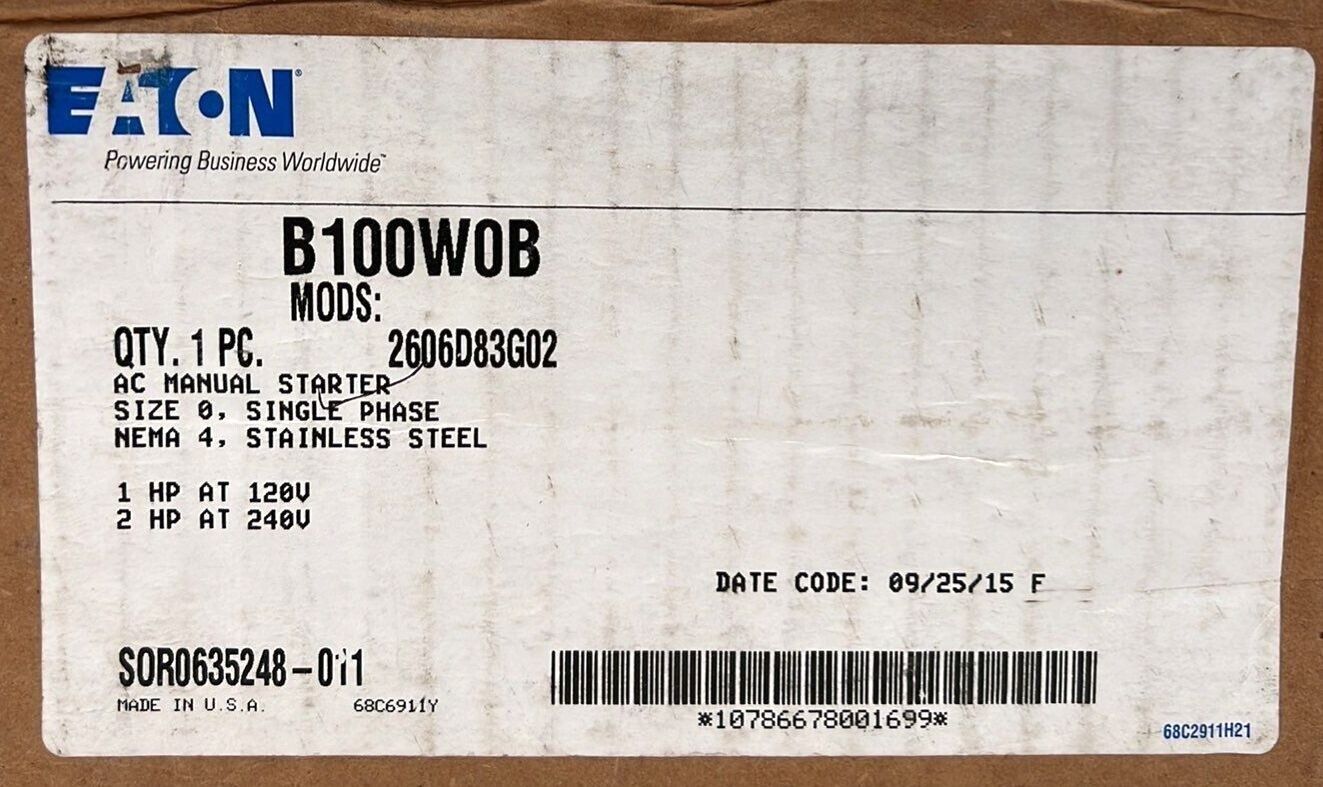 EATON®
Powering Business Worldwide™
B100W0B
MODS:
QTY. 1 PC. 2606D83G02
AC MANUAL STARTER
SIZE 0, SINGLE PHASE
NEMA 4, STAINLESS STEEL
1 HP AT 120V
2 HP AT 240V
DATE CODE: 09/25/15 F
SOR0635248-011
MADE IN U.S.A. 68C6911Y
*10786678001699*
68C2911H21